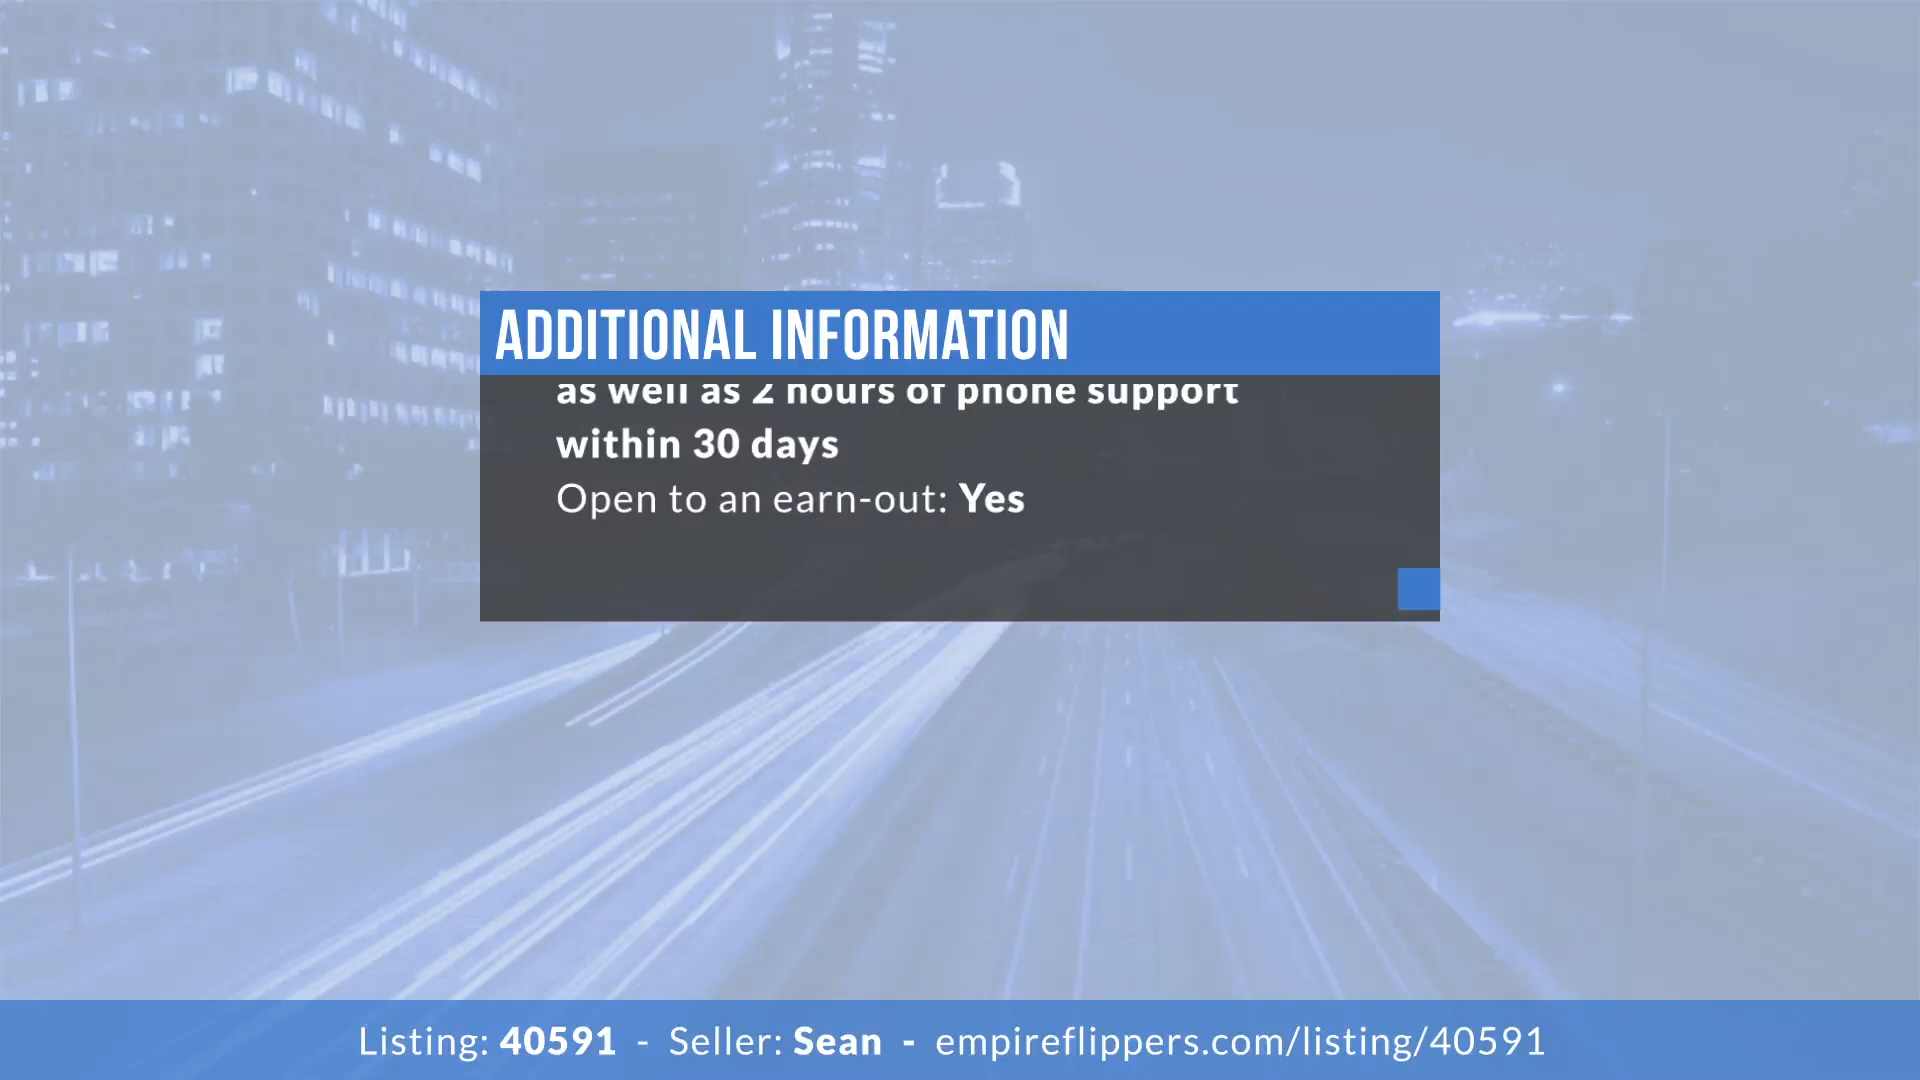 ADDITIONAL INFORMATION
as well as 2 hours of phone support
within 30 days
Open to an earn-out: Yes
Listing: 40591 - Seller: Sean - empireflippers.com/listing/40591